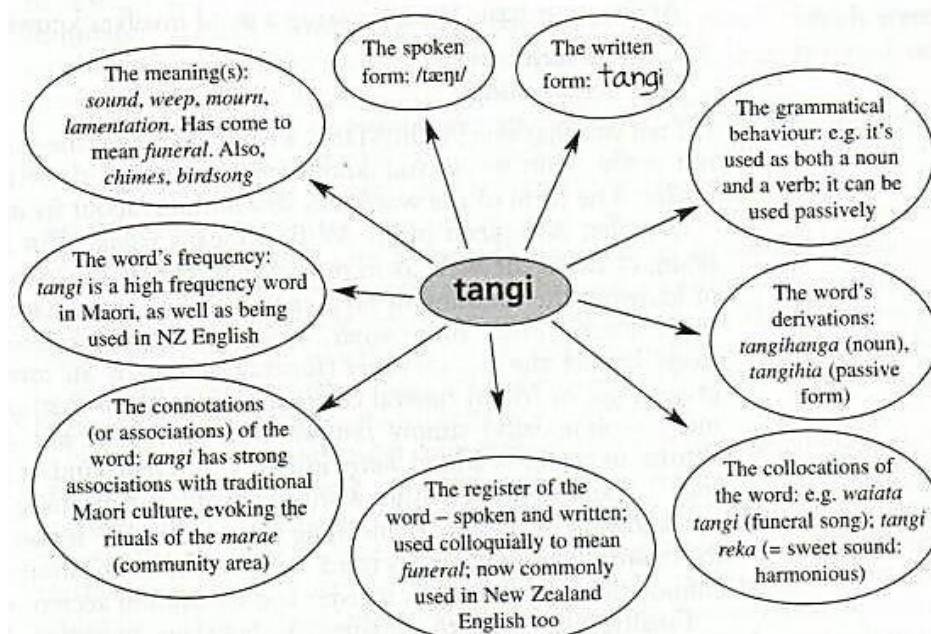 The meaning(s):
sound, weep, mourn,
lamentation. Has come to
mean funeral. Also,
chimes, birdsong
The spoken
form: /tæŋɪ/
The written
form: tangi
The grammatical
behaviour: e.g. it's
used as both a noun
and a verb; it can be
used passively
The word's frequency:
tangi is a high frequency word
in Maori, as well as being
used in NZ English
tangi
The word's
derivations:
tangihanga (noun),
tangihia (passive
form)
The connotations
(or associations) of the
word: tangi has strong
associations with traditional
Maori culture, evoking the
rituals of the marae
(community area)
The register of the
word – spoken and written;
used colloquially to mean
funeral; now commonly
used in New Zealand
English too
The collocations of
the word: e.g. waiata
tangi (funeral song); tangi
reka (= sweet sound:
harmonious)